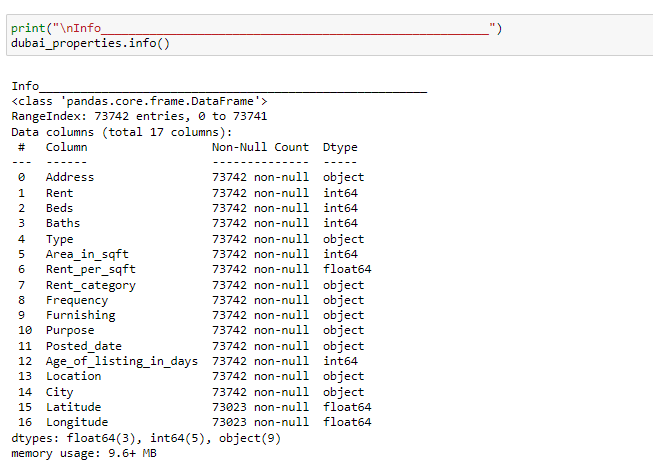 print("\nInfo________________________________________________________")
dubai_properties.info()
Info________________________________________________________
<class 'pandas.core.frame.DataFrame'>
RangeIndex: 73742 entries, 0 to 73741
Data columns (total 17 columns):
 #   Column               Non-Null Count  Dtype
---  ------               --------------  -----
 0   Address              73742 non-null  object
 1   Rent                 73742 non-null  int64
 2   Beds                 73742 non-null  int64
 3   Baths                73742 non-null  int64
 4   Type                 73742 non-null  object
 5   Area_in_sqft         73742 non-null  int64
 6   Rent_per_sqft        73742 non-null  float64
 7   Rent_category        73742 non-null  object
 8   Frequency            73742 non-null  object
 9   Furnishing           73742 non-null  object
 10  Purpose              73742 non-null  object
 11  Posted_date          73742 non-null  object
 12  Age_of_listing_in_days  73742 non-null  int64
 13  Location             73742 non-null  object
 14  City                 73742 non-null  object
 15  Latitude             73023 non-null  float64
 16  Longitude            73023 non-null  float64
dtypes: float64(3), int64(5), object(9)
memory usage: 9.6+ MB